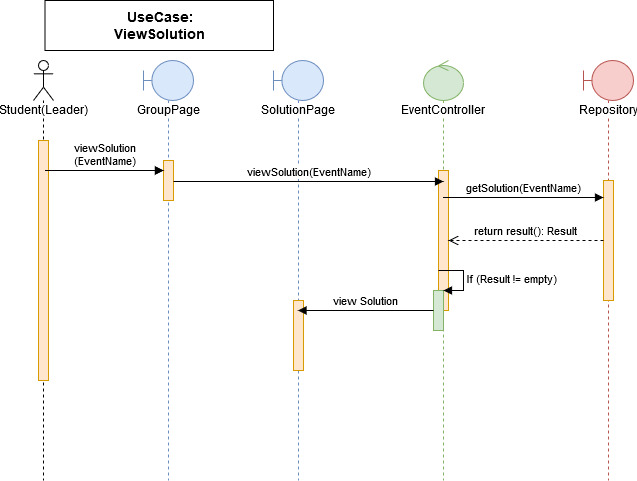 UseCase:
ViewSolution
Student(Leader)
GroupPage
SolutionPage
EventController
Repository
viewSolution
(EventName)
viewSolution(EventName)
getSolution(EventName)
return result(): Result
If (Result != empty)
view Solution